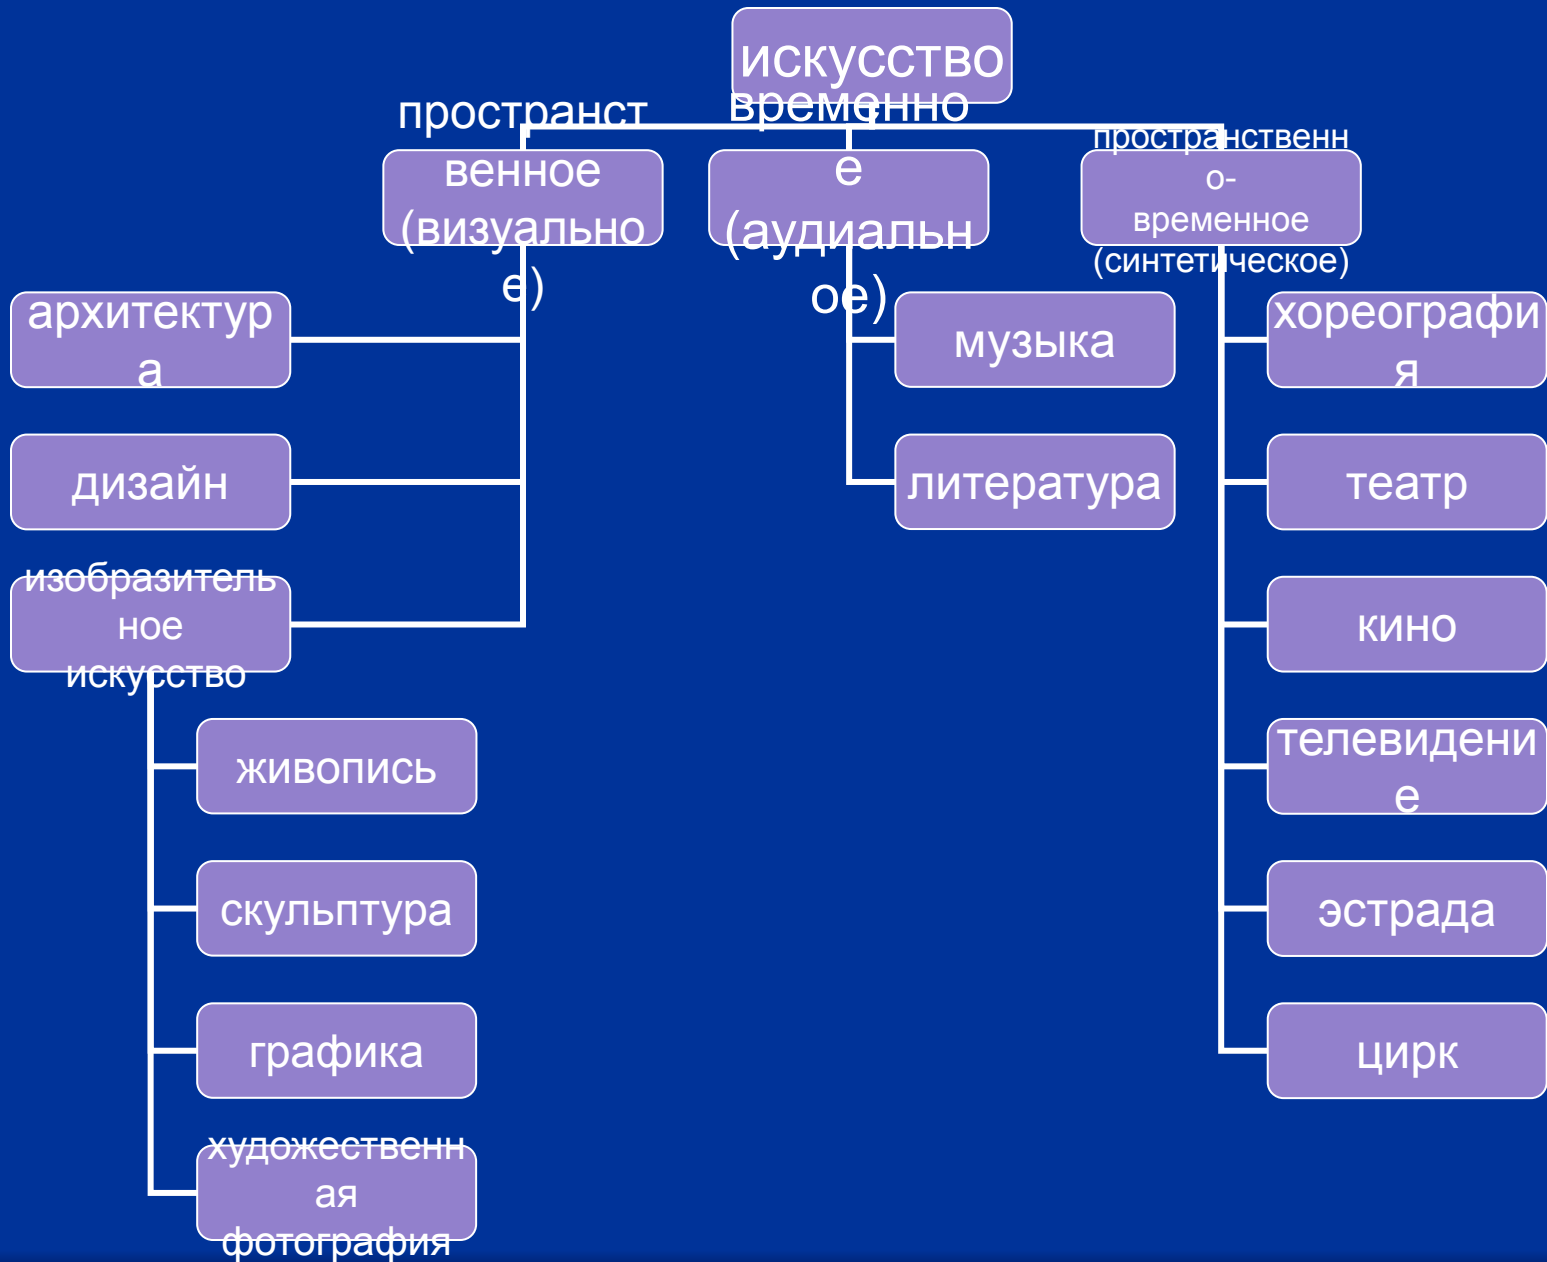 искусство
пространст
венное
(визуально
е)
временно
е
(аудиальн
ое)
пространственн
о-
временное
(синтетическое)
архитектур
а
дизайн
изобразитель
ное
искусство
живопись
скульптура
графика
художественн
ая
фотография
музыка
литература
хореографи
я
театр
кино
телевидени
е
эстрада
цирк